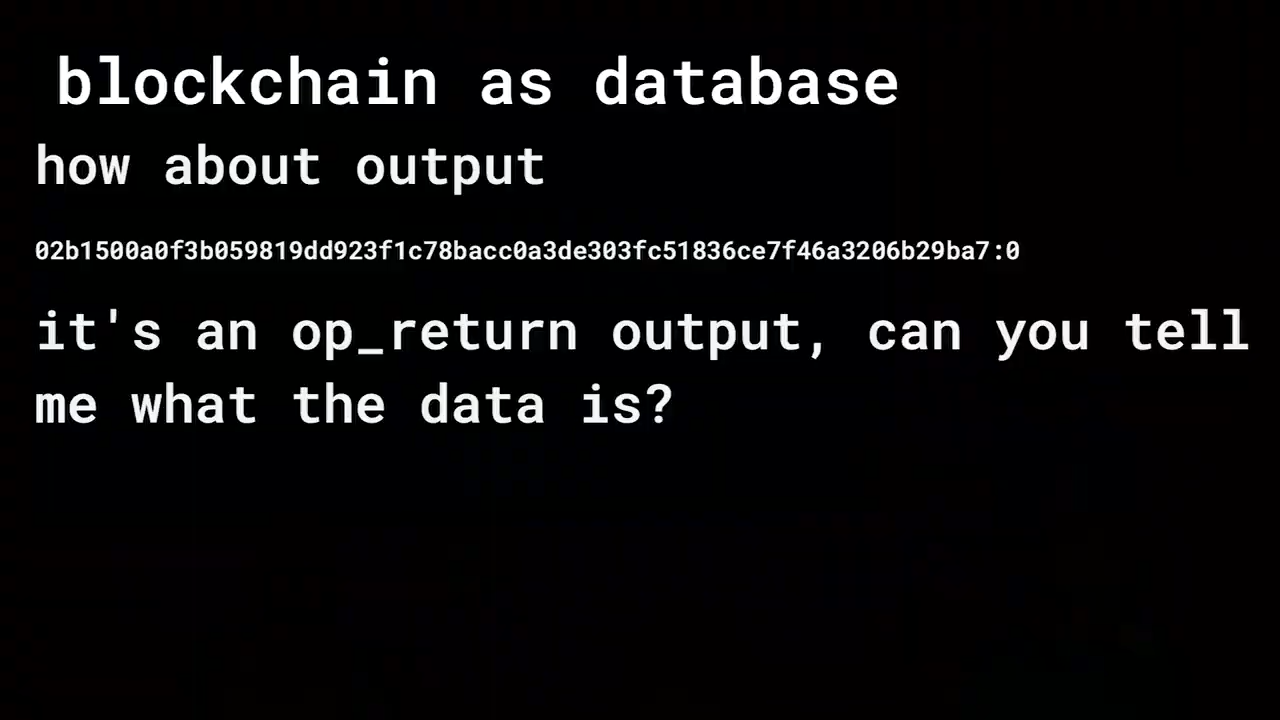 blockchain as database
how about output
02b1500a0f3b059819dd923f1c78bacc0a3de303fc51836ce7f46a3206b29ba7:0
it's an op_return output, can you tell
me what the data is?